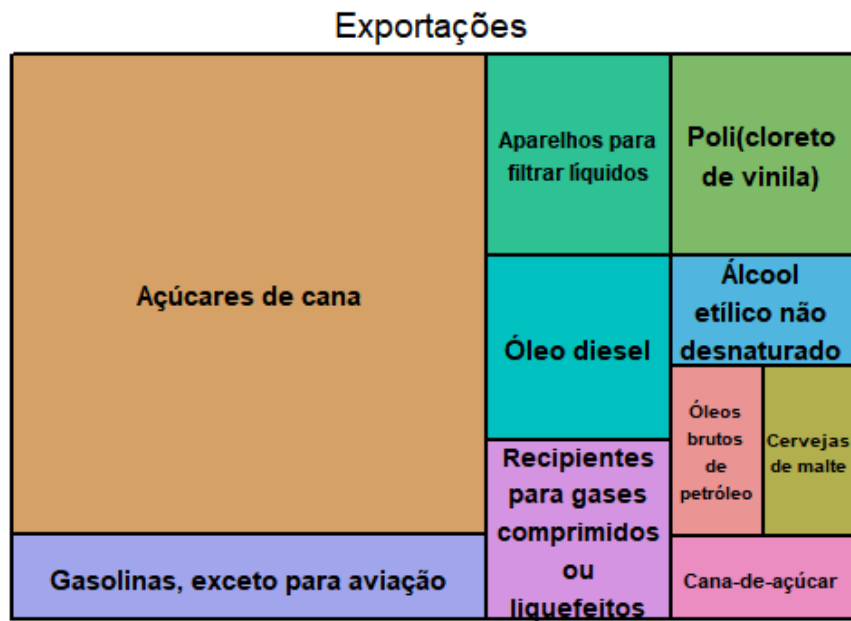 Exportações
Açúcares de cana
Gasolinas, exceto para aviação
Aparelhos para
filtrar líquidos
Óleo diesel
Recipientes
para gases
comprimidos
ou
liquefeitos
Poli(cloreto
de vinila)
Álcool
etílico não
desnaturado
Óleos
brutos
de
petróleo
Cervejas
de malte
Cana-de-açúcar